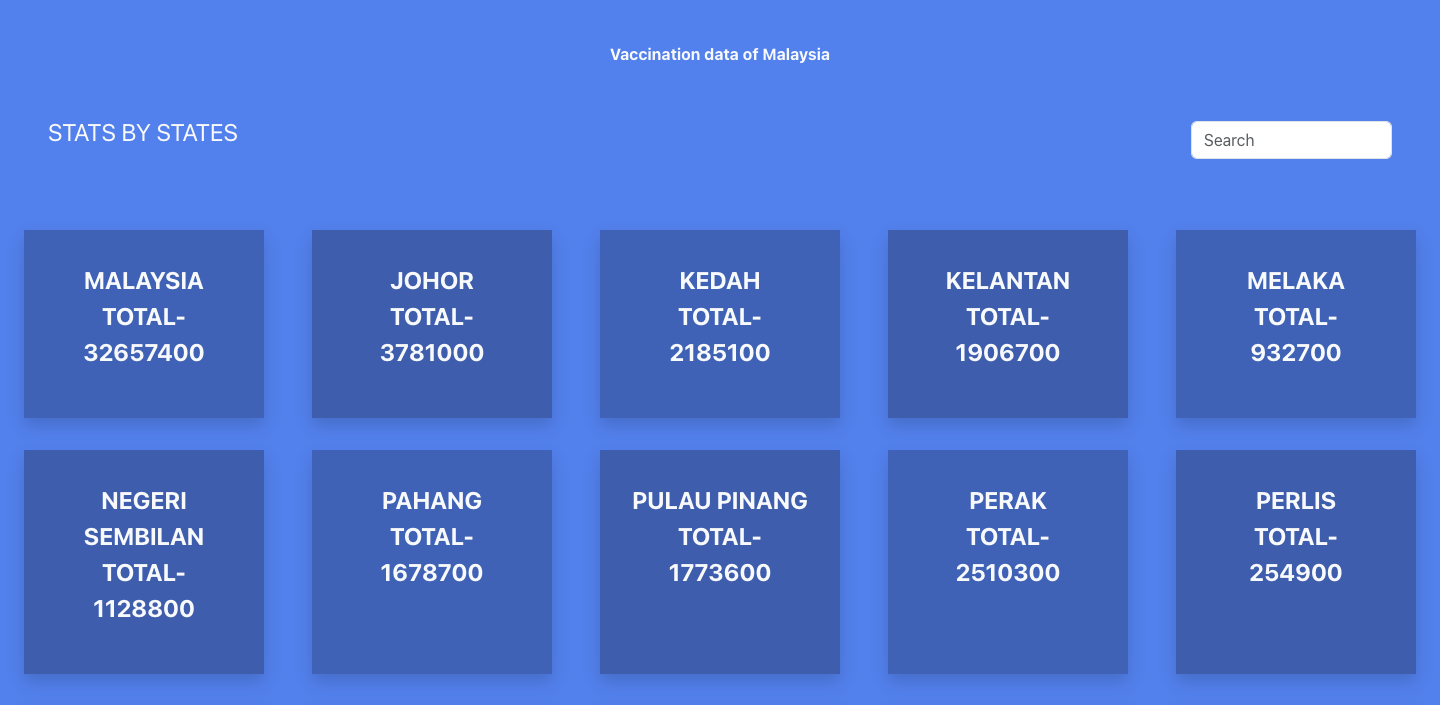 Vaccination data of Malaysia
STATS BY STATES
Search
MALAYSIA
TOTAL-
32657400
JOHOR
TOTAL-
3781000
KEDAH
TOTAL-
2185100
KELANTAN
TOTAL-
1906700
MELAKA
TOTAL-
932700
NEGERI
SEMBILAN
TOTAL-
1128800
PAHANG
TOTAL-
1678700
PULAU PINANG
TOTAL-
1773600
PERAK
TOTAL-
2510300
PERLIS
TOTAL-
254900